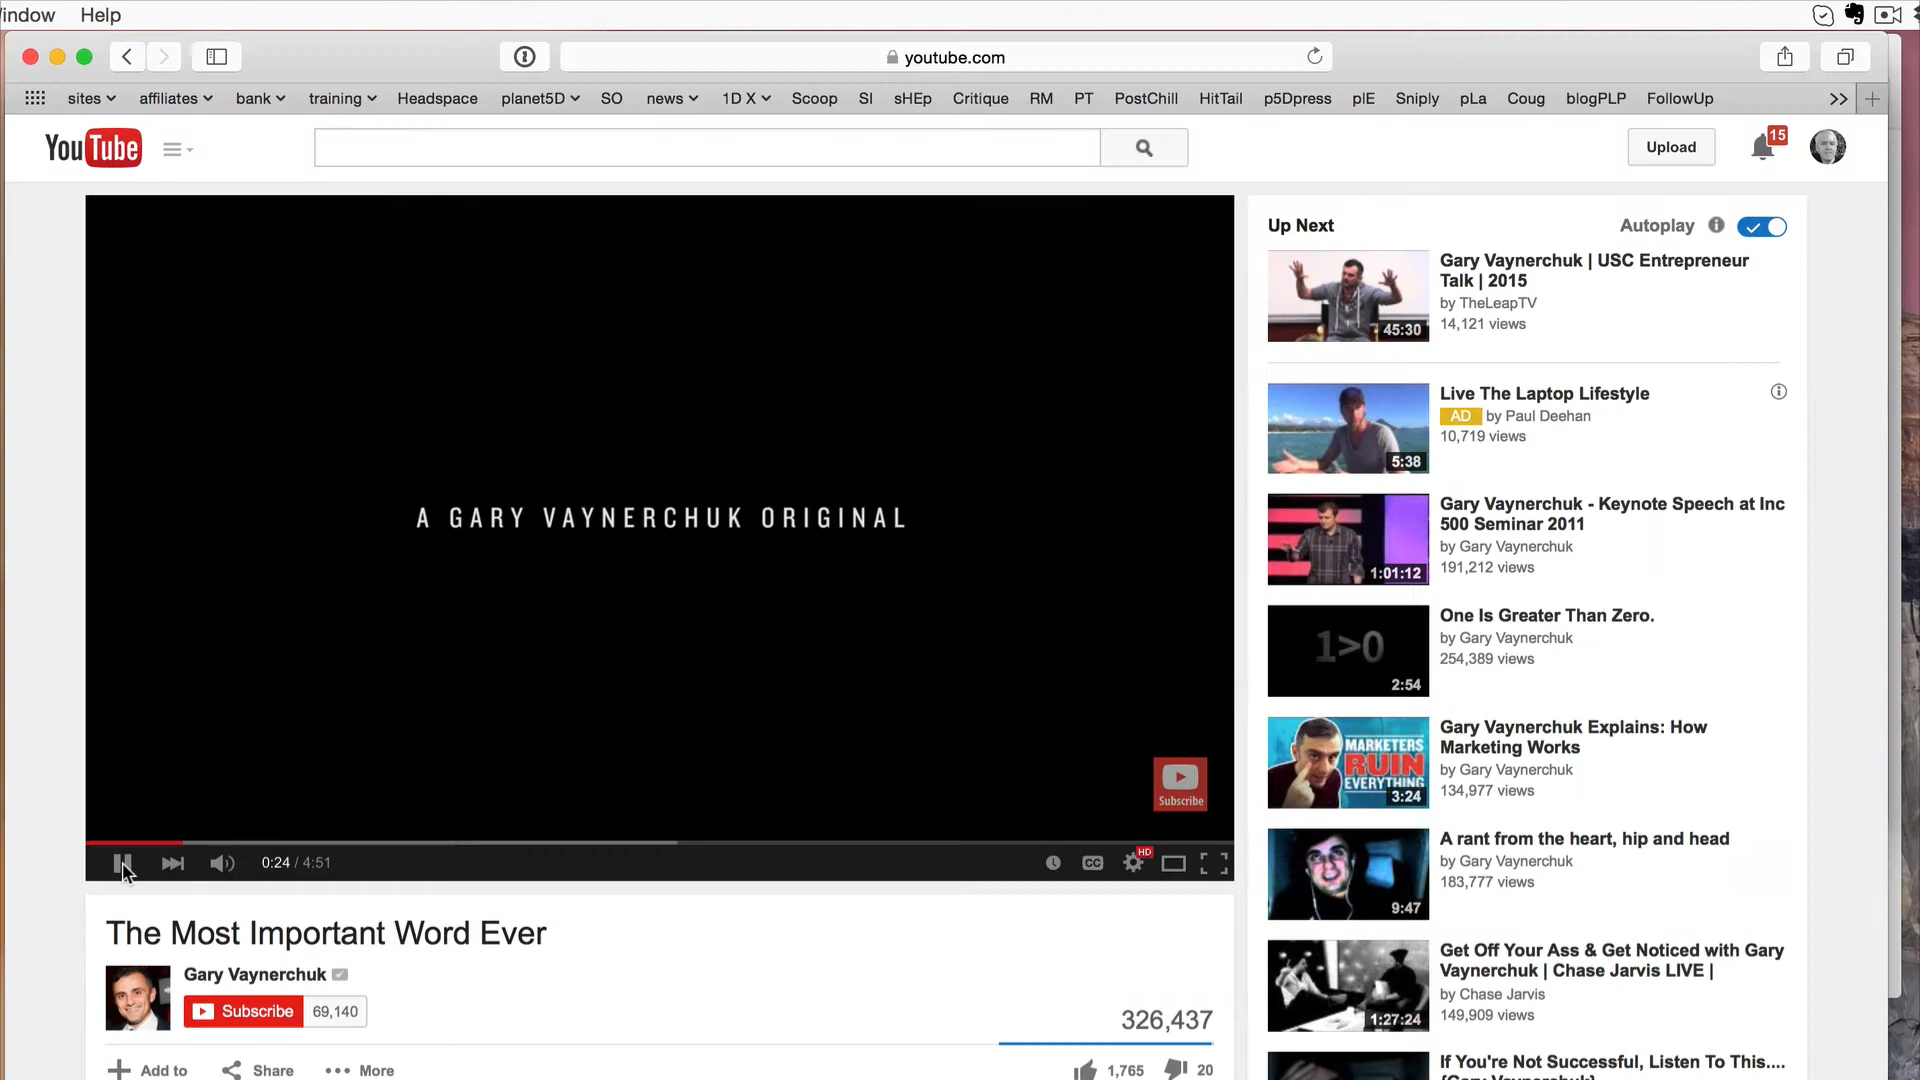 indow Help
youtube.com
sites affiliates bank training Headspace planet5D SO news 1D X Scoop SI sHEp Critique RM PT PostChill HitTail p5Dpress plE Sniply pLa Coug blogPLP FollowUp >> +
YouTube
Upload
15
A GARY VAYNERCHUK ORIGINAL
Subscribe
0:24 / 4:51
CC
HD
The Most Important Word Ever
Gary Vaynerchuk
Subscribe 69,140
326,437
Add to Share More
1,765 20
Up Next
Autoplay
45:30
Gary Vaynerchuk | USC Entrepreneur
Talk | 2015
by TheLeapTV
14,121 views
5:38
Live The Laptop Lifestyle
AD by Paul Deehan
10,719 views
1:01:12
Gary Vaynerchuk - Keynote Speech at Inc
500 Seminar 2011
by Gary Vaynerchuk
191,212 views
1>0
2:54
One Is Greater Than Zero.
by Gary Vaynerchuk
254,389 views
MARKETERS
RUIN
EVERYTHING
3:24
Gary Vaynerchuk Explains: How
Marketing Works
by Gary Vaynerchuk
134,977 views
9:47
A rant from the heart, hip and head
by Gary Vaynerchuk
183,777 views
1:27:24
Get Off Your Ass & Get Noticed with Gary
Vaynerchuk | Chase Jarvis LIVE |
by Chase Jarvis
149,909 views
If You're Not Successful, Listen To This....
[Gary Vaynerchuk]